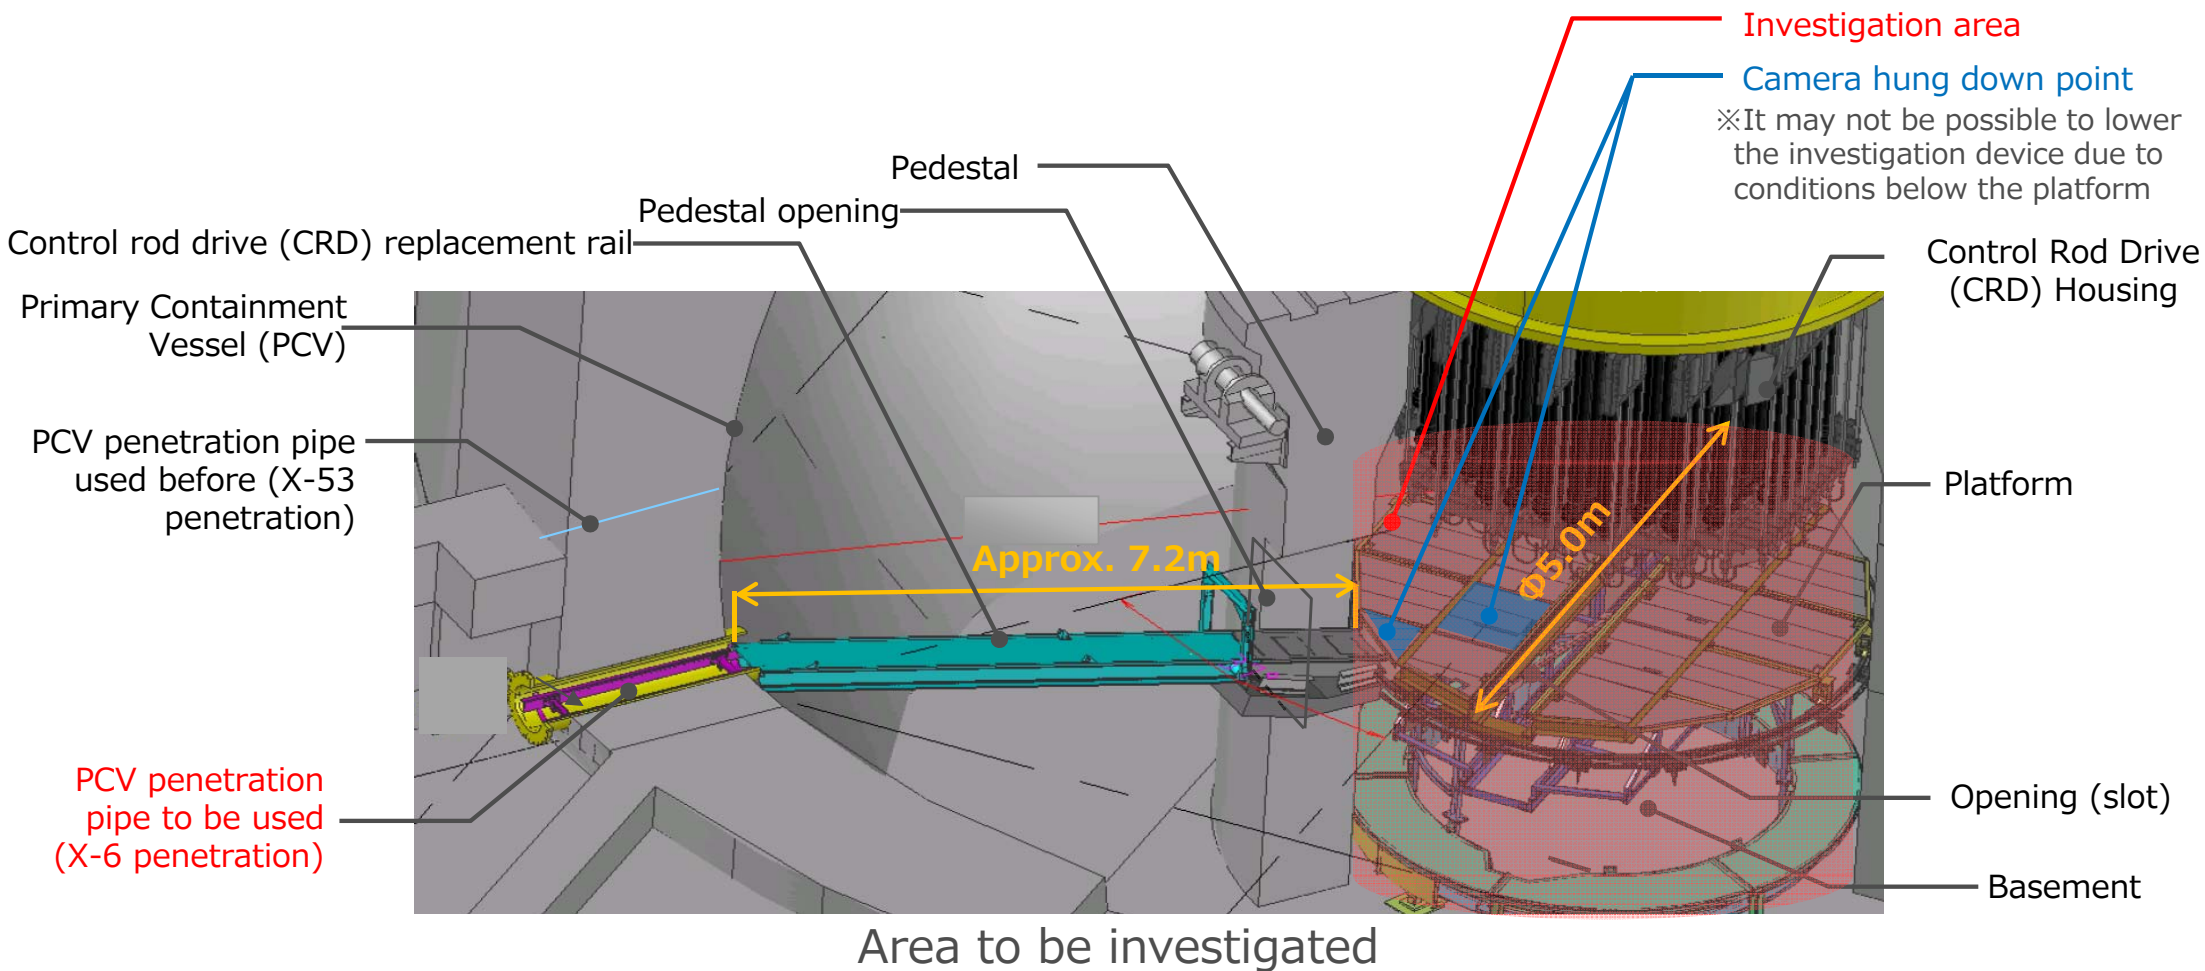 Investigation area
Camera hung down point
※It may not be possible to lower
the investigation device due to
conditions below the platform
Pedestal
Pedestal opening
Control rod drive (CRD) replacement rail
Control Rod Drive
(CRD) Housing
Primary Containment
Vessel (PCV)
PCV penetration pipe
used before (X-53
penetration)
Platform
Approx. 7.2m
Φ5.0m
PCV penetration
pipe to be used
(X-6 penetration)
Opening (slot)
Basement
Area to be investigated